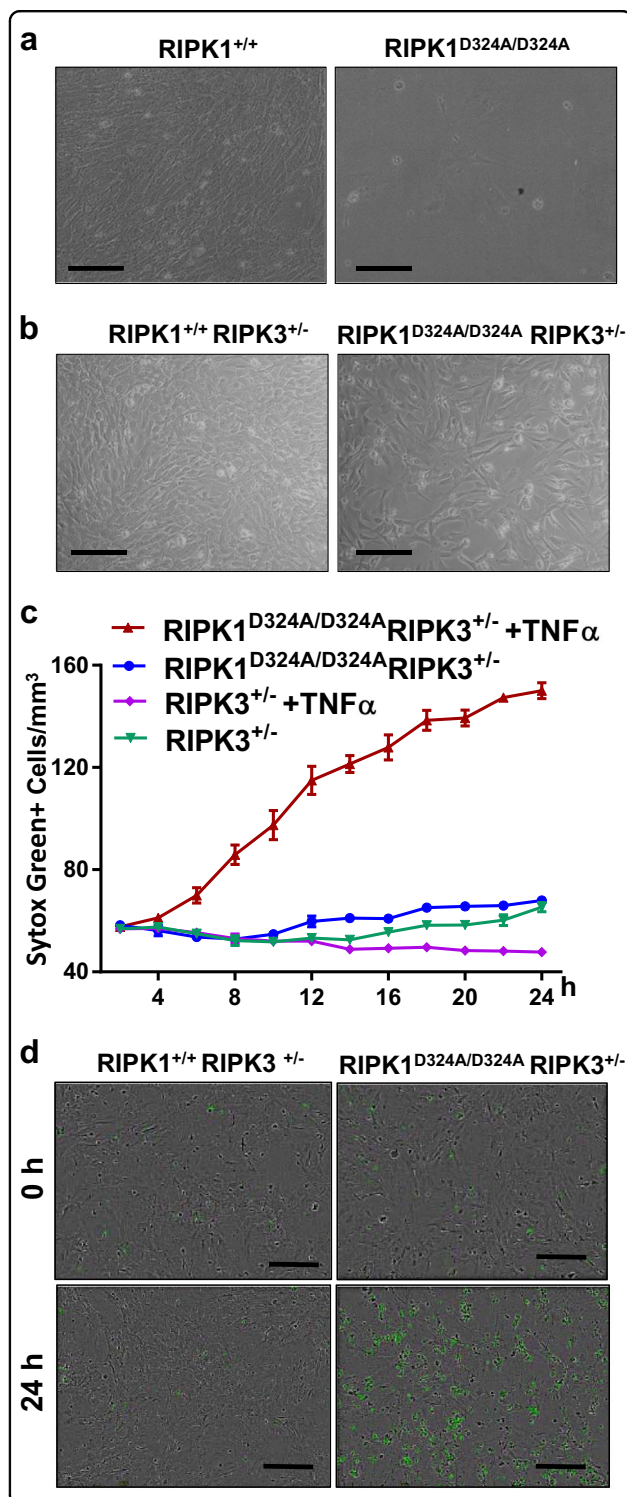 a
RIPK1+/+ RIPK1D324A/D324A
b
RIPK1+/+ RIPK3+/- RIPK1D324A/D324A RIPK3+/-
c
RIPK1D324A/D324ARIPK3+/- +TNFα
RIPK1D324A/D324ARIPK3+/-
RIPK3+/- +TNFα
RIPK3+/-
Sytox Green+ Cells/mm3
160
120
80
40
4 8 12 16 20 24 h
d
RIPK1+/+ RIPK3 +/- RIPK1D324A/D324A RIPK3+/-
0 h
24 h